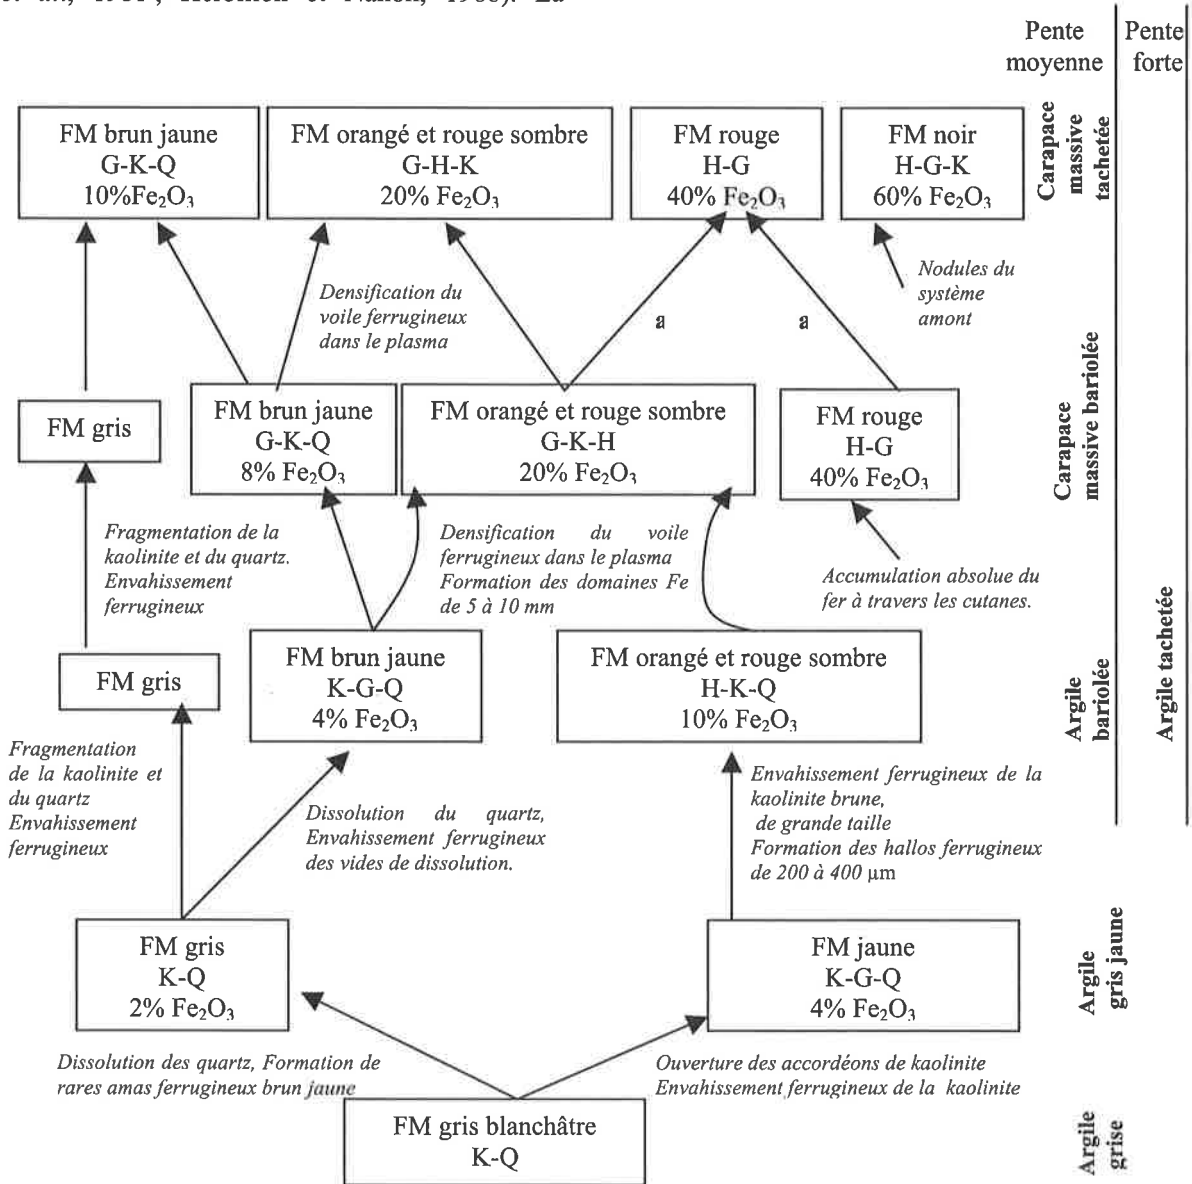 Pente
moyenne
Pente
forte
FM brun jaune
G-K-Q
10%Fe₂O₃
FM orangé et rouge sombre
G-H-K
20% Fe₂O₃
FM rouge
H-G
40% Fe₂O₃
FM noir
H-G-K
60% Fe₂O₃
Carapace
massive
tachetée
Densification du
voile ferrugineux
dans le plasma
a
a
Nodules du
système
amont
FM gris
FM brun jaune
G-K-Q
8% Fe₂O₃
FM orangé et rouge sombre
G-K-H
20% Fe₂O₃
FM rouge
H-G
40% Fe₂O₃
Carapace
massive bariolée
Fragmentation de la
kaolinite et du quartz.
Envahissement
ferrugineux
Densification du voile
ferrugineux dans le plasma
Formation des domaines Fe
de 5 à 10 mm
Accumulation absolue du
fer à travers les cutanes.
FM gris
FM brun jaune
K-G-Q
4% Fe₂O₃
FM orangé et rouge sombre
H-K-Q
10% Fe₂O₃
Argile
bariolée
Argile tachetée
Fragmentation
de la kaolinite et
du quartz
Envahissement
ferrugineux
Dissolution du quartz,
Envahissement ferrugineux
des vides de dissolution.
Envahissement ferrugineux de la
kaolinite brune,
de grande taille
Formation des hallos ferrugineux
de 200 à 400 µm
FM gris
K-Q
2% Fe₂O₃
FM jaune
K-G-Q
4% Fe₂O₃
Argile
gris jaune
Dissolution des quartz, Formation de
rares amas ferrugineux brun jaune
Ouverture des accordéons de kaolinite
Envahissement ferrugineux de la kaolinite
FM gris blanchâtre
K-Q
Argile
grise